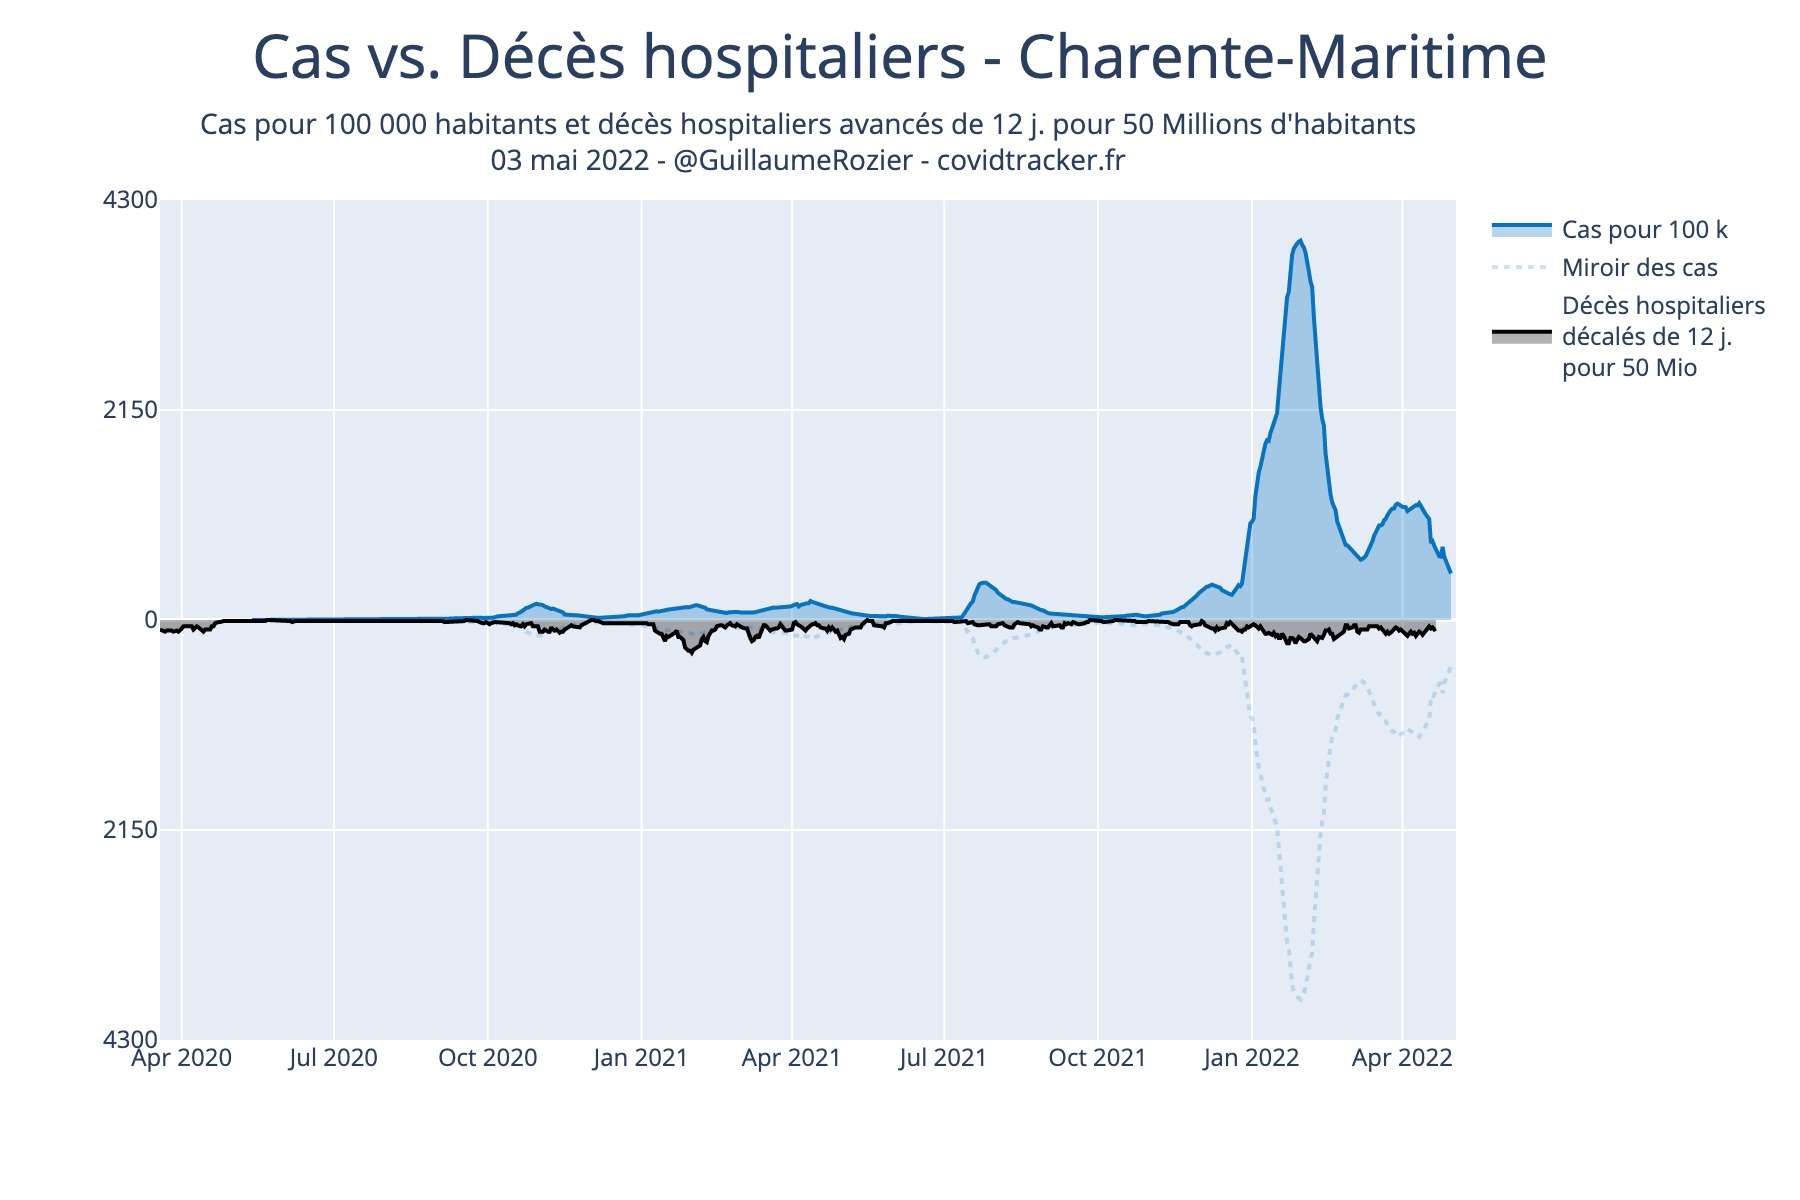 Cas vs. Décès hospitaliers - Charente-Maritime
Cas pour 100 000 habitants et décès hospitaliers avancés de 12 j. pour 50 Millions d'habitants
03 mai 2022 - @GuillaumeRozier - covidtracker.fr
4300
2150
0
2150
4300
Apr 2020
Jul 2020
Oct 2020
Jan 2021
Apr 2021
Jul 2021
Oct 2021
Jan 2022
Apr 2022
Cas pour 100 k
Miroir des cas
Décès hospitaliers
décalés de 12 j.
pour 50 Mio